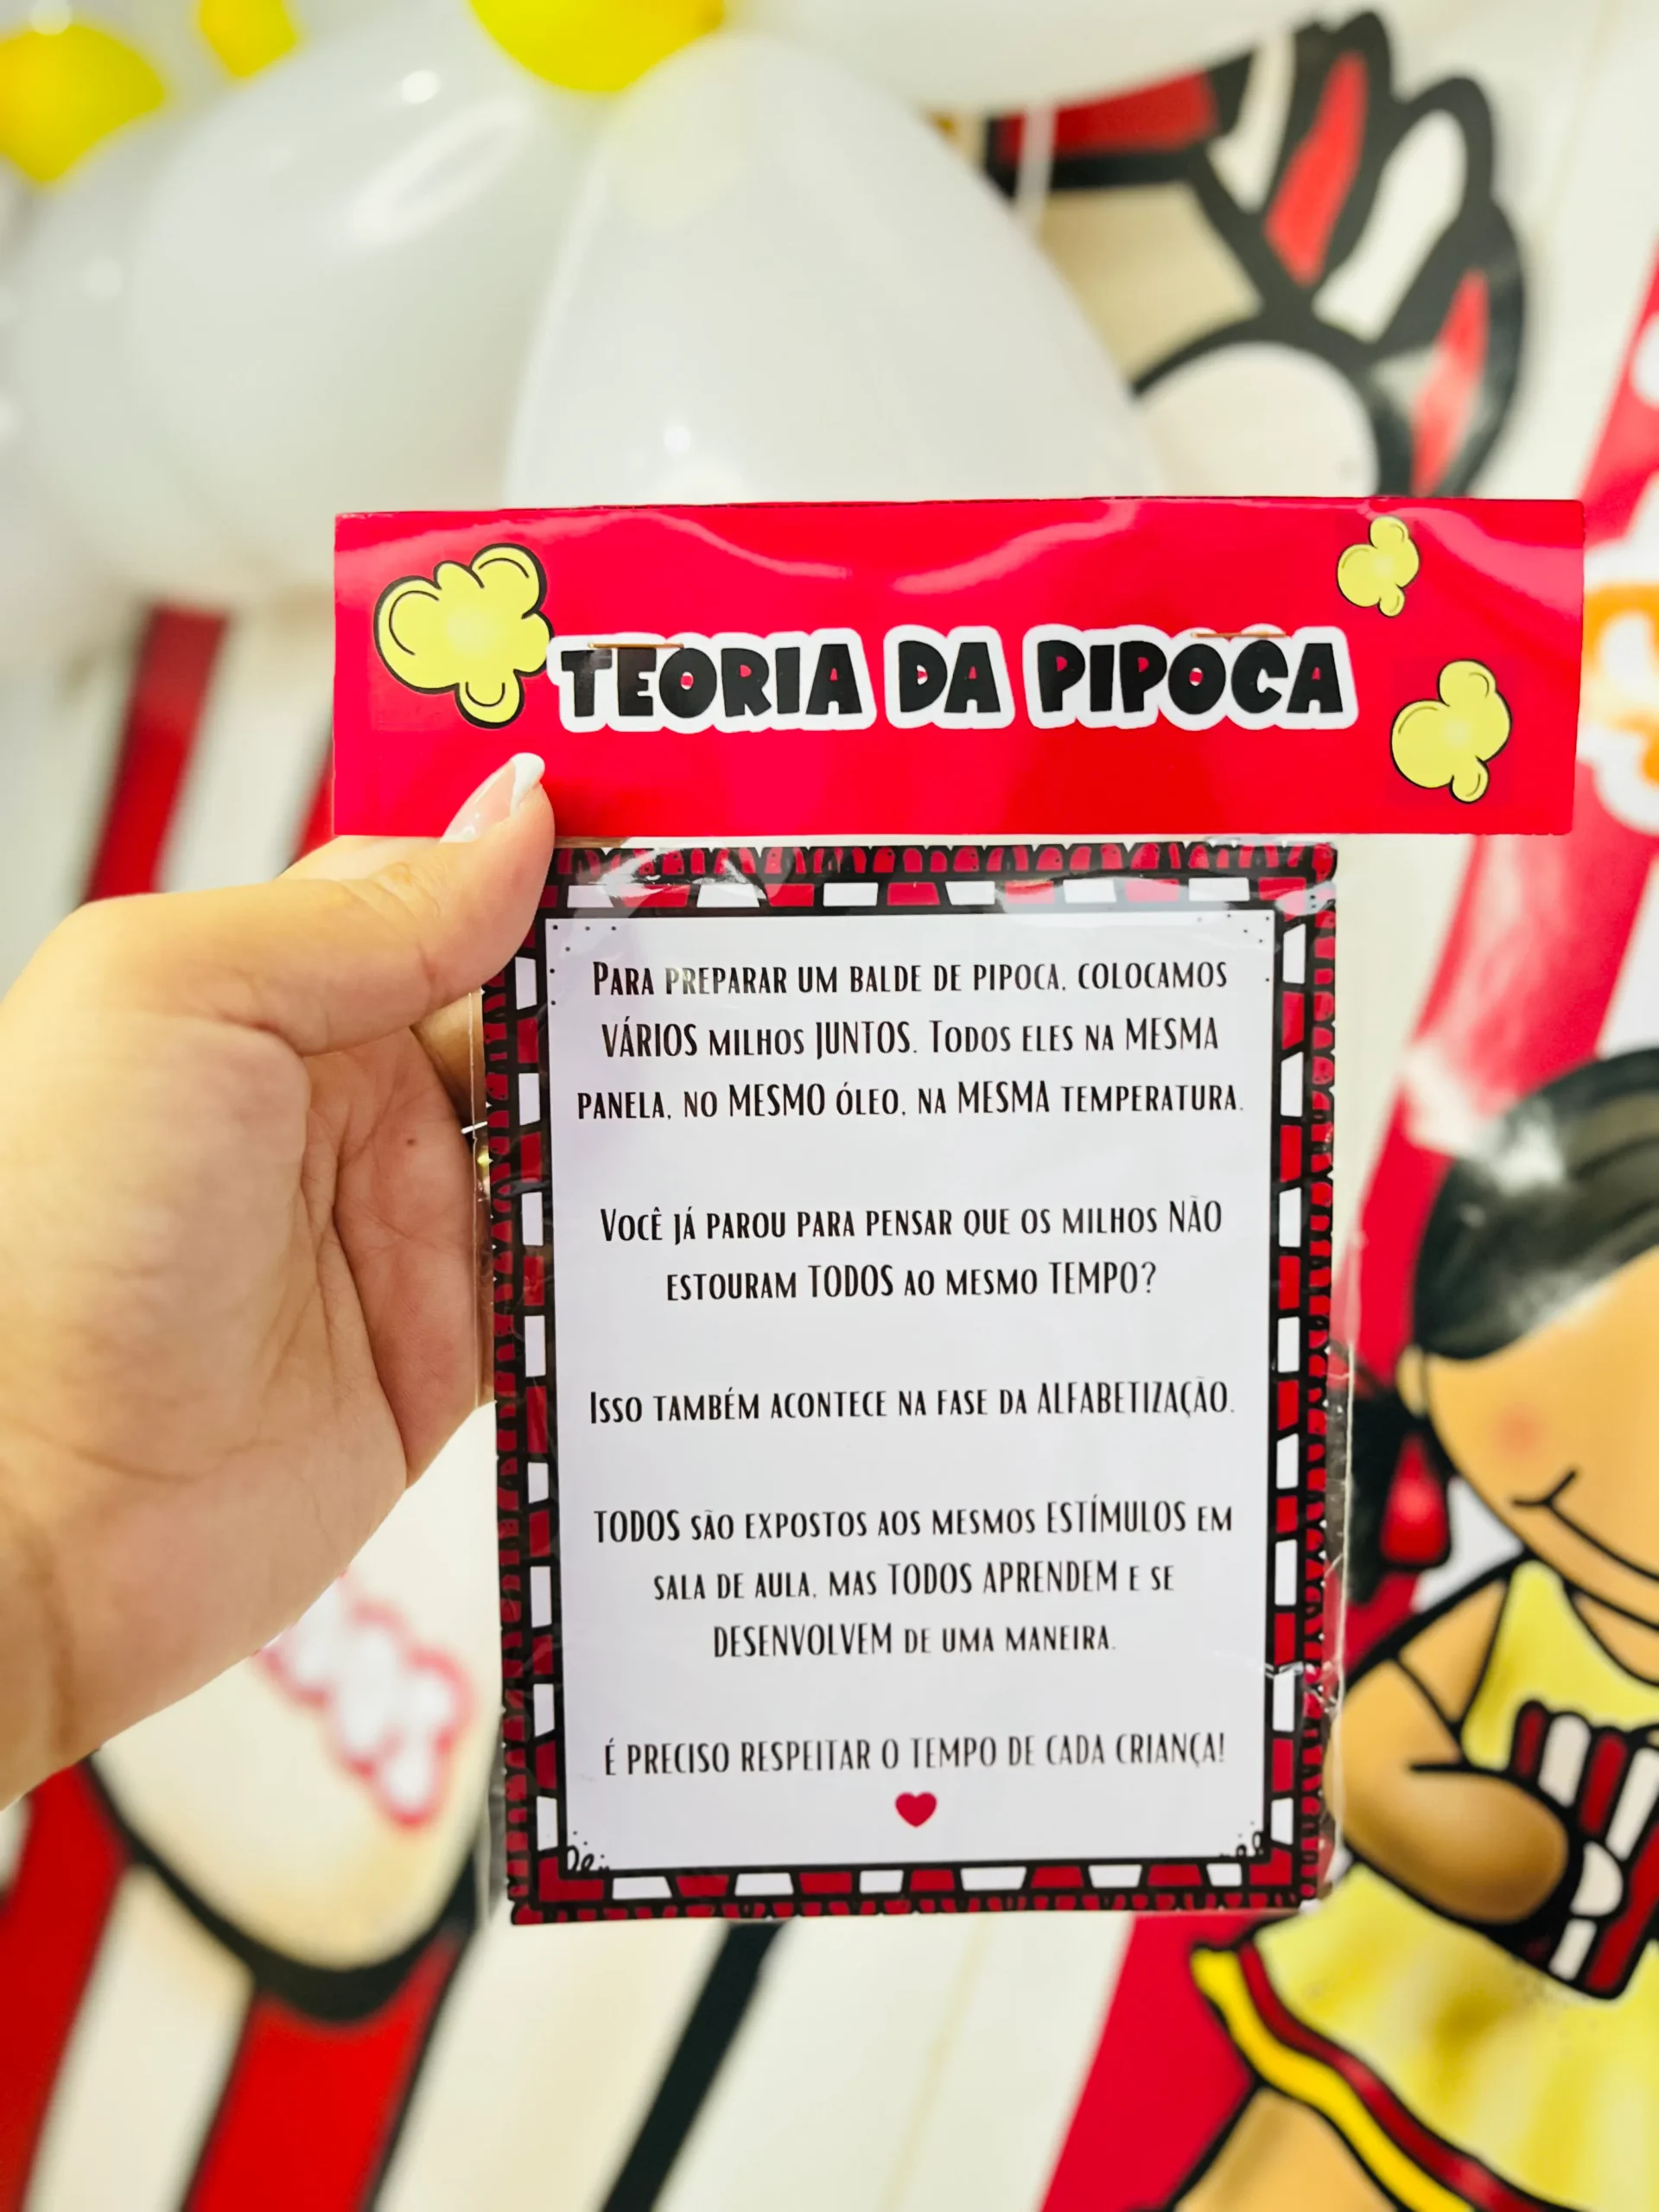 TEORIA DA PIPOCA
PARA PREPARAR UM BALDE DE PIPOCA, COLOCAMOS
VÁRIOS MILHOS JUNTOS. TODOS ELES NA MESMA
PANELA, NO MESMO ÓLEO, NA MESMA TEMPERATURA.
VOCÊ JÁ PAROU PARA PENSAR QUE OS MILHOS NÃO
ESTOURAM TODOS AO MESMO TEMPO?
ISSO TAMBÉM ACONTECE NA FASE DA ALFABETIZAÇÃO.
TODOS SÃO EXPOSTOS AOS MESMOS ESTÍMULOS EM
SALA DE AULA, MAS TODOS APRENDEM E SE
DESENVOLVEM DE UMA MANEIRA.
É PRECISO RESPEITAR O TEMPO DE CADA CRIANÇA!